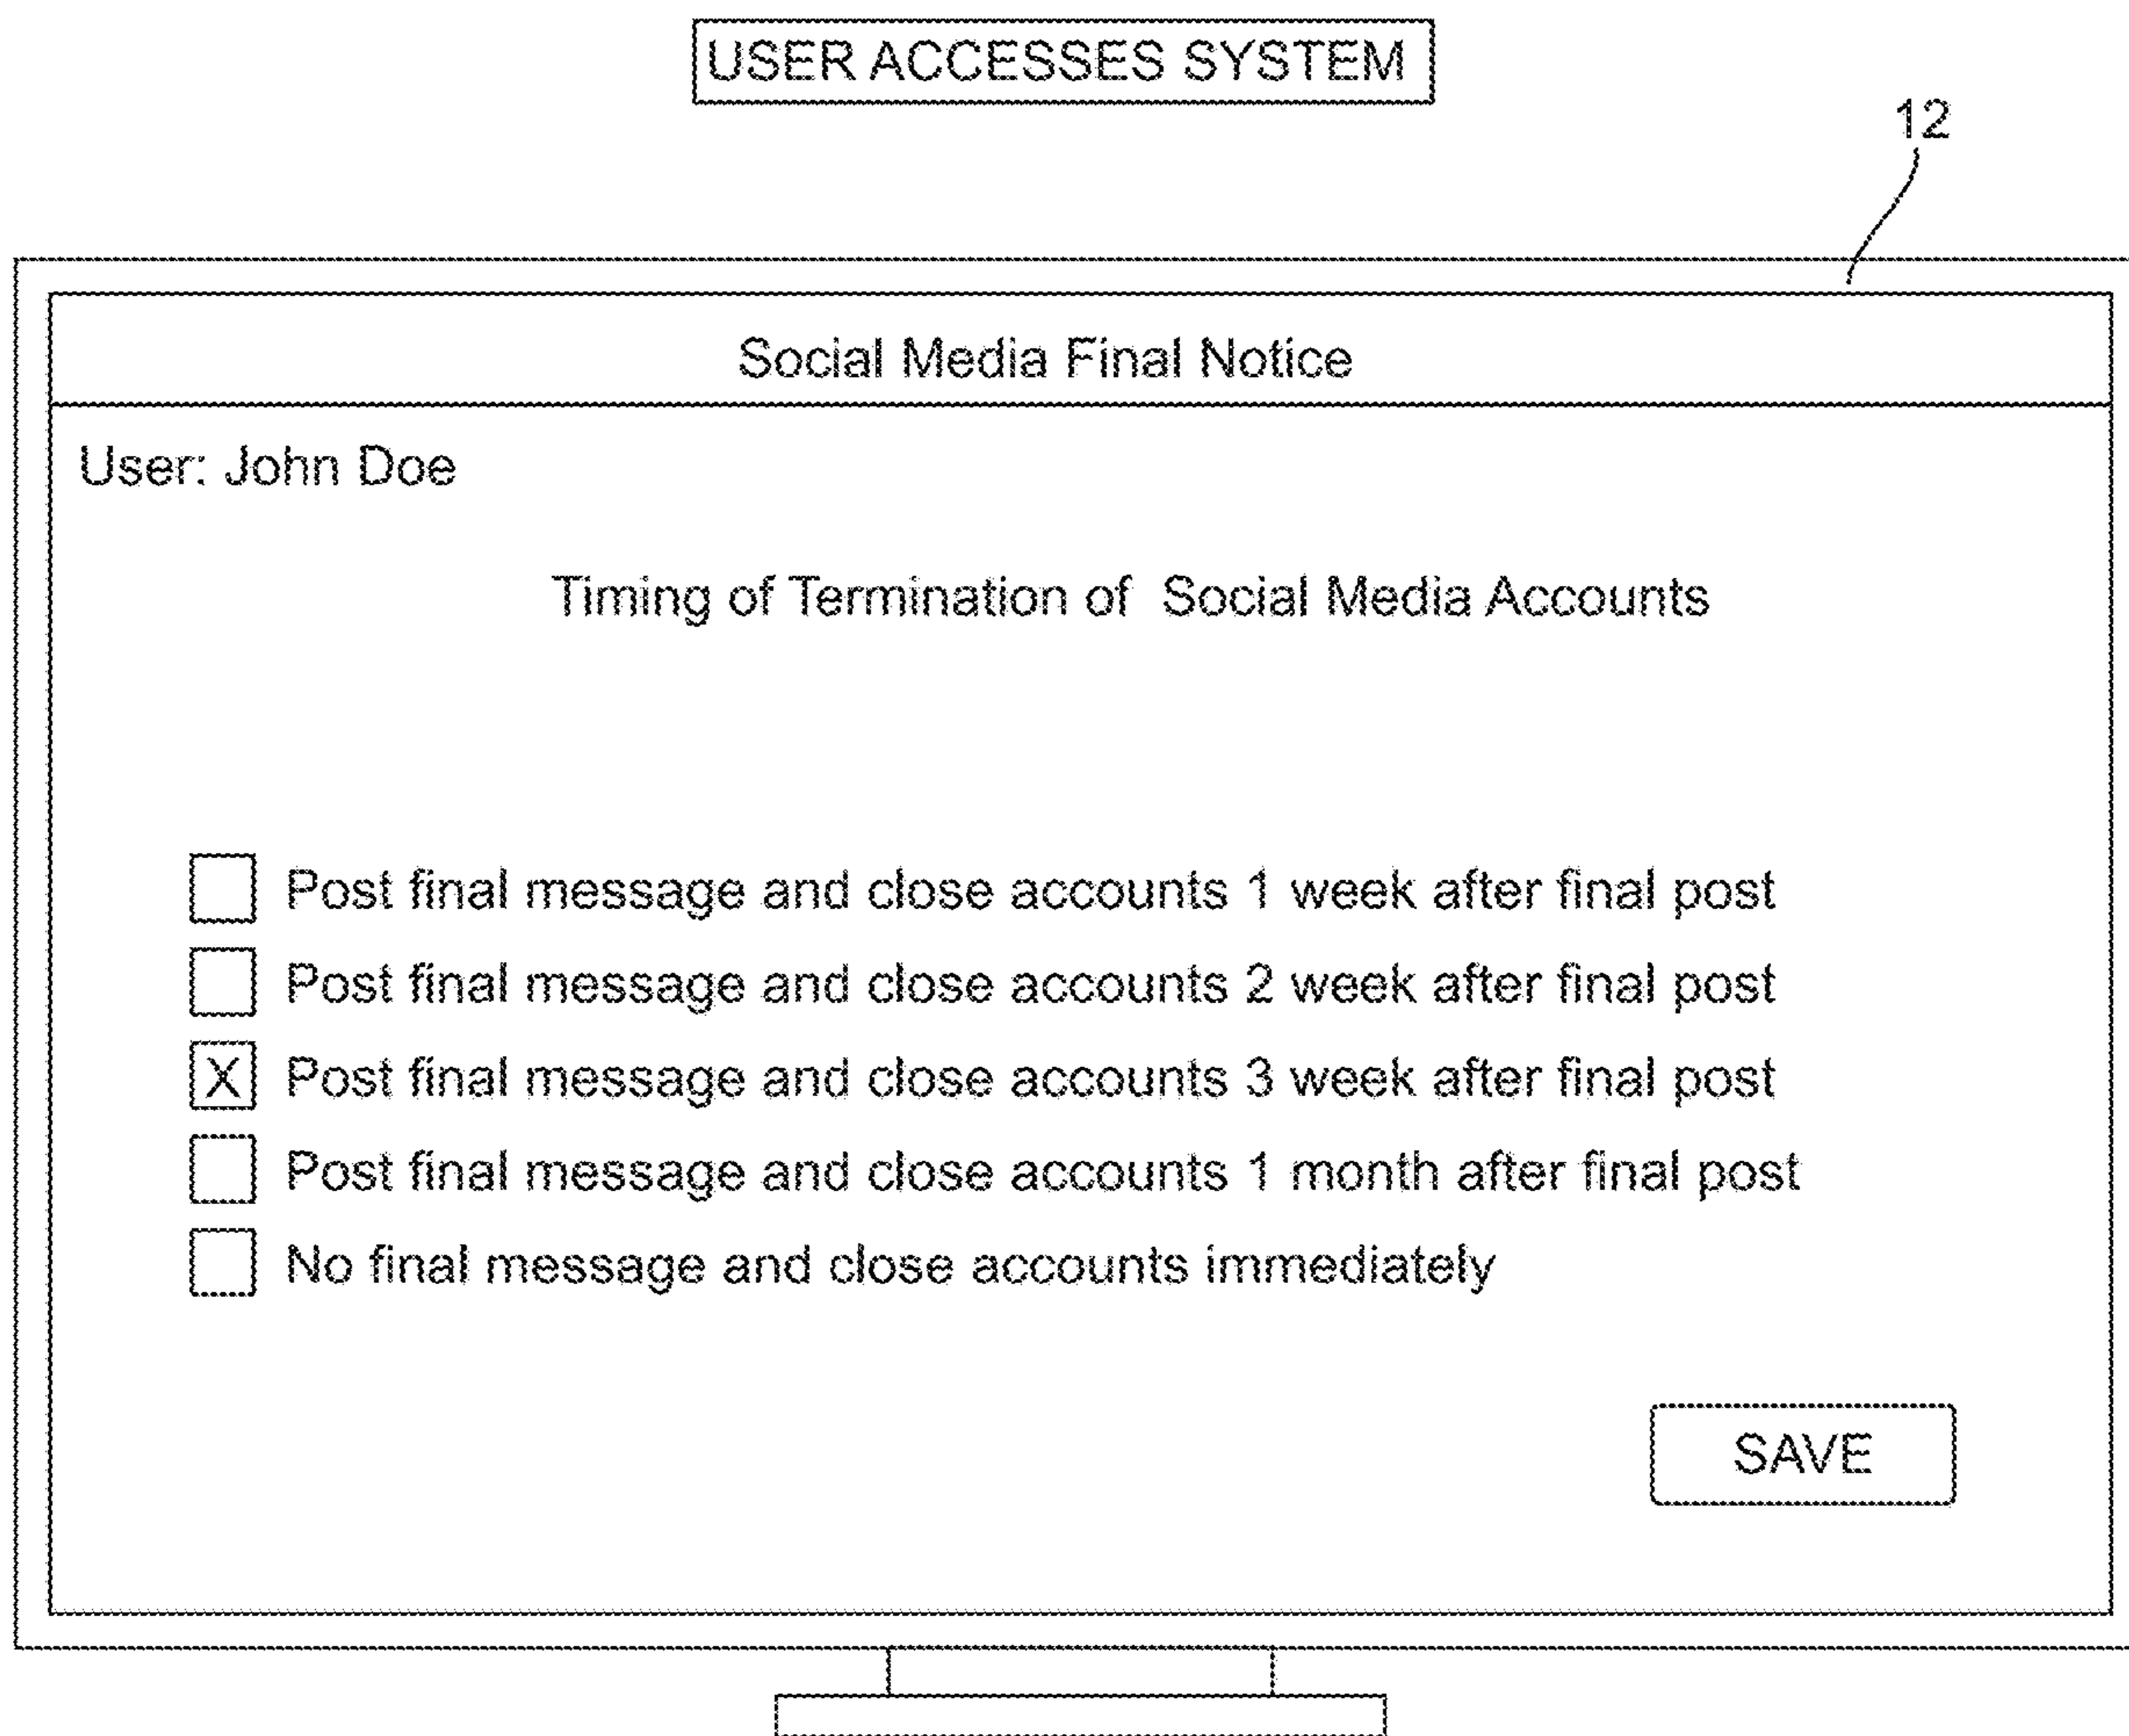 USER ACCESSES SYSTEM
12
Social Media Final Notice
User: John Doe
Timing of Termination of Social Media Accounts
Post final message and close accounts 1 week after final post
Post final message and close accounts 2 week after final post
X Post final message and close accounts 3 week after final post
Post final message and close accounts 1 month after final post
No final message and close accounts immediately
SAVE